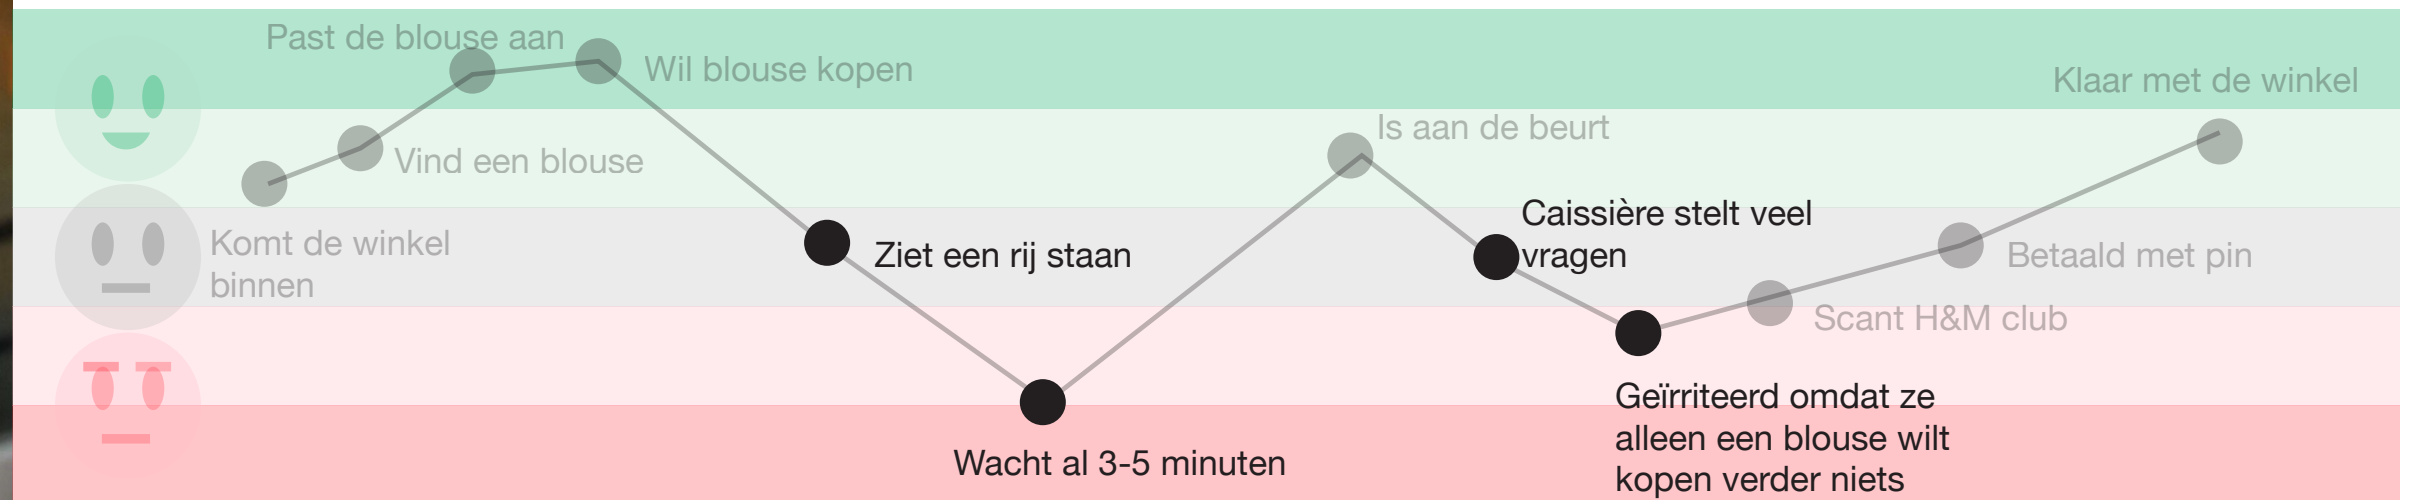 Past de blouse aan
Wil blouse kopen
Vind een blouse
Komt de winkel
binnen
Ziet een rij staan
Wacht al 3-5 minuten
Is aan de beurt
Caissière stelt veel
vragen
Geïrriteerd omdat ze
alleen een blouse wilt
kopen verder niets
Scant H&M club
Betaald met pin
Klaar met de winkel